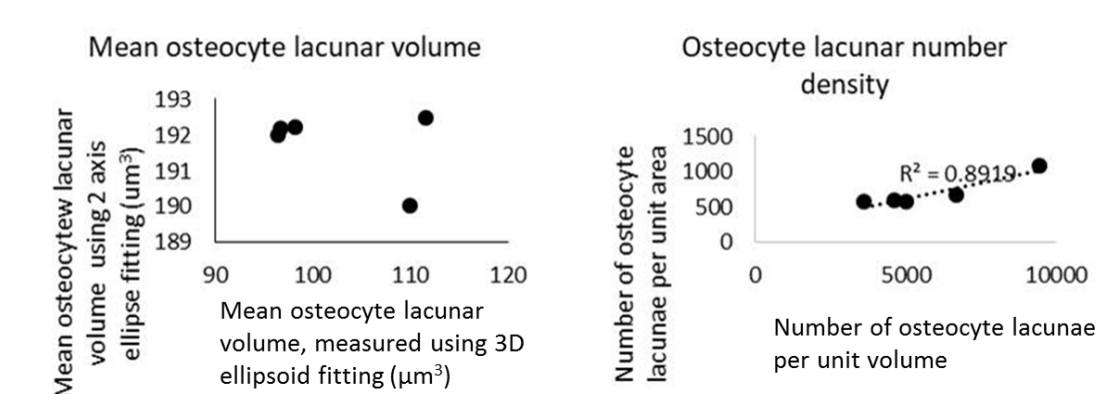 Mean osteocyte lacunar volume
Mean osteocytew lacunar
volume using 2 axis
ellipse fitting (um³)
193
192
191
190
189
90
100
110
120
Mean osteocyte lacunar
volume, measured using 3D
ellipsoid fitting (µm³)
Osteocyte lacunar number
density
Number of osteocyte
lacunae per unit area
1500
1000
500
0
R² = 0.8919
0
5000
10000
Number of osteocyte lacunae
per unit volume